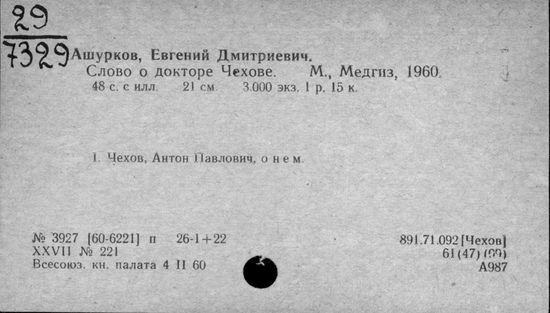 29
7329
Ашурков, Евгений Дмитриевич.
Слово о докторе Чехове. М., Медгиз, 1960.
48 с. с илл. 21 см 3.000 экз. 1 р. 15 к.
1. Чехов, Антон Павлович, о нем
№ 3927 [60-6221] п 26-1+22
XXVII № 221
Всесоюз. кн. палата 4 II 60
891.71.092[Чехов]
61(47)(09)
А987